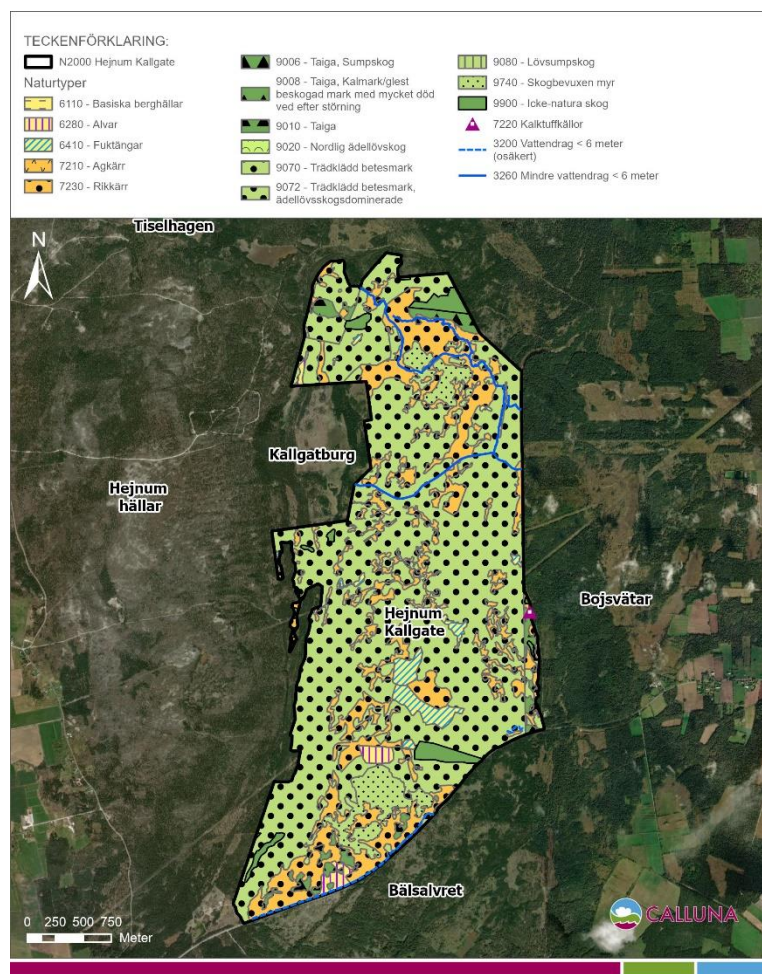 TECKENFÖRKLARING:
N2000 Hejnum Kallgate
Naturtyper
6110 - Basiska berghällar
6280 - Alvar
6410 - Fuktängar
7210 - Agkärr
7230 - Rikkärr
9006 - Taiga, Sumpskog
9008 - Taiga, Kalmark/glest
beskogad mark med mycket död
ved efter störning
9010 - Taiga
9020 - Nordlig ädellövskog
9070 - Trädklädd betesmark
9072 - Trädklädd betesmark,
ädellövsskogsdominerade
9080 - Lövsumpskog
9740 - Skogbevuxen myr
9900 - Icke-natura skog
7220 Kalktuffkällor
3200 Vattendrag < 6 meter
(osäkert)
3260 Mindre vattendrag < 6 meter
Tiselhagen
N
Kallgatburg
Hejnum
hällar
Hejnum
Kallgate
Bojsvätar
Bälsalvret
0 250 500 750
Meter
CALLUNA